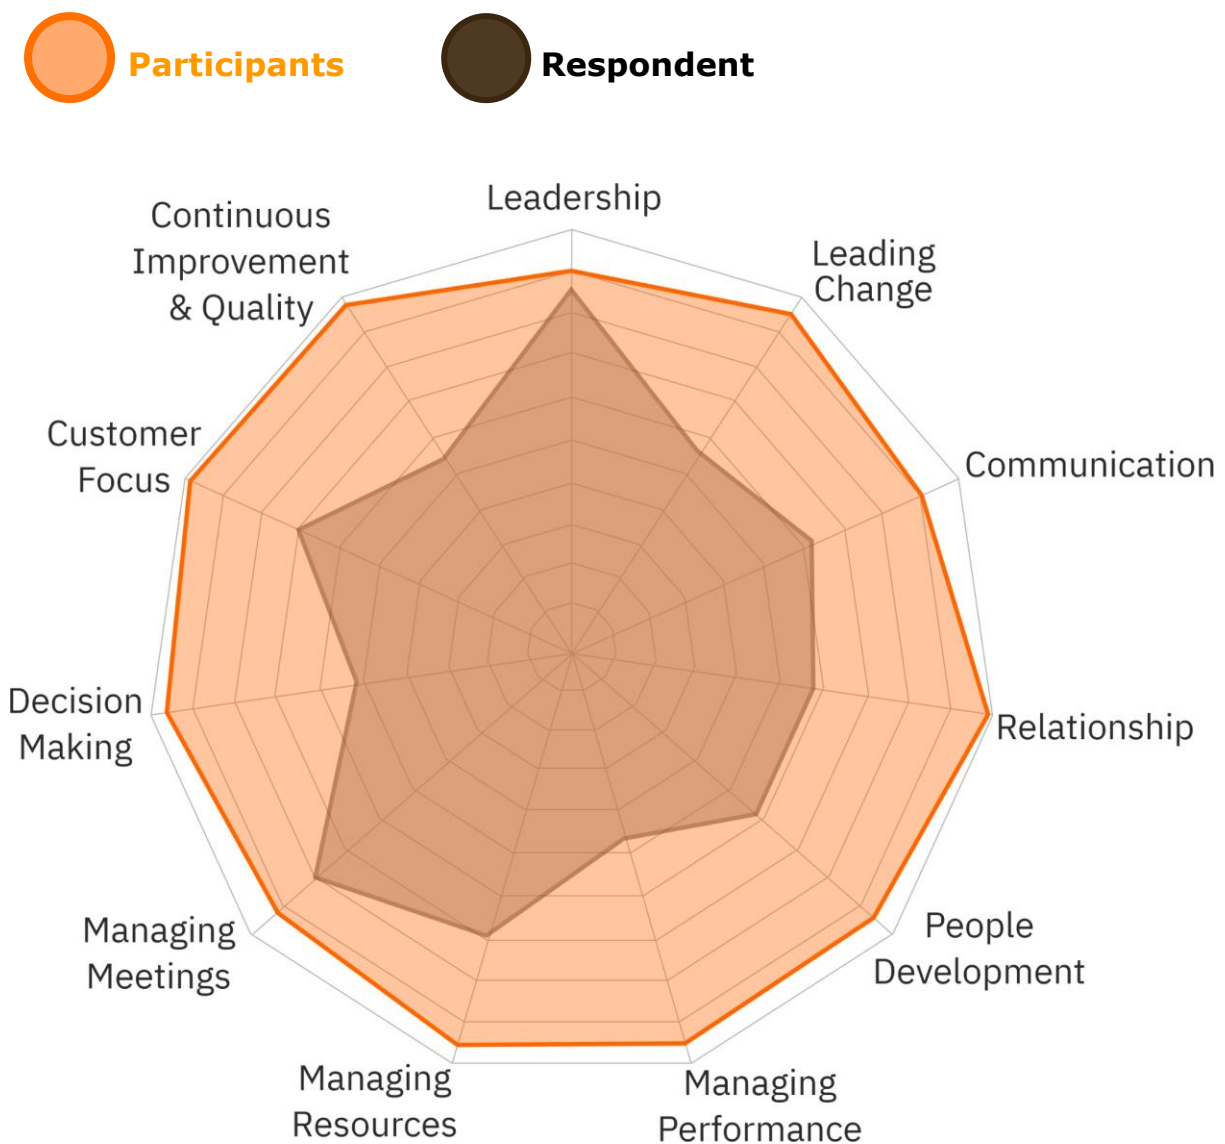 Participants
Respondent
Leadership
Leading
Change
Communication
Relationship
People
Development
Managing
Performance
Managing
Resources
Managing
Meetings
Decision
Making
Customer
Focus
Continuous
Improvement
& Quality